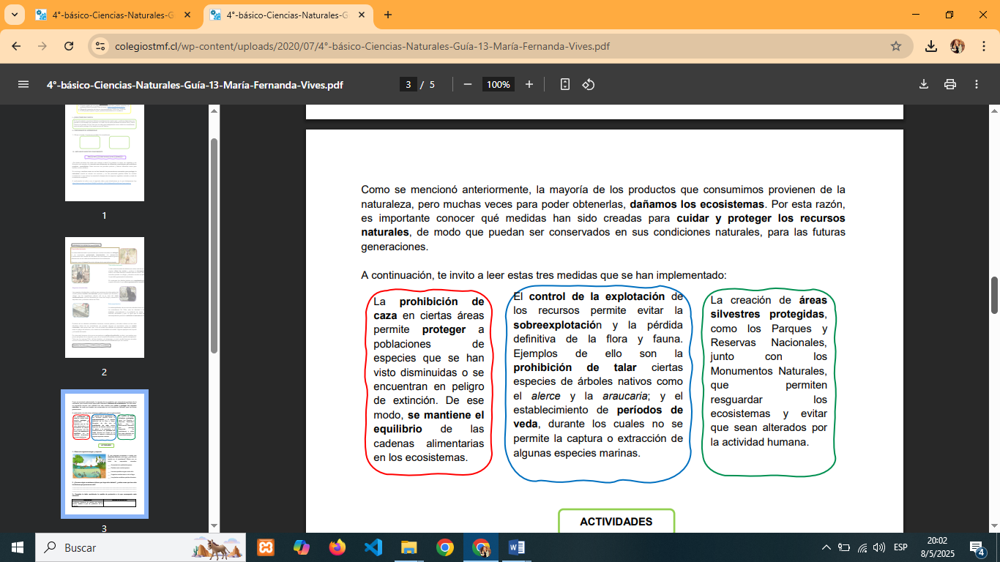 4°-básico-Ciencias-Naturales-G
4°-básico-Ciencias-Naturales-G
colegiostmf.cl/wp-content/uploads/2020/07/4°-básico-Ciencias-Naturales-Guía-13-María-Fernanda-Vives.pdf
4°-básico-Ciencias-Naturales-Guía-13-María-Fernanda-Vives.pdf
3 / 5
100%
1
2
3
Como se mencionó anteriormente, la mayoría de los productos que consumimos provienen de la
naturaleza, pero muchas veces para poder obtenerlas, dañamos los ecosistemas. Por esta razón,
es importante conocer qué medidas han sido creadas para cuidar y proteger los recursos
naturales, de modo que puedan ser conservados en sus condiciones naturales, para las futuras
generaciones.
A continuación, te invito a leer estas tres medidas que se han implementado:
La prohibición de
caza en ciertas áreas
permite proteger a
poblaciones de
especies que se han
visto disminuidas o se
encuentran en peligro
de extinción. De ese
modo, se mantiene el
equilibrio de las
cadenas alimentarias
en los ecosistemas.
El control de la explotación de
los recursos permite evitar la
sobreexplotación y la pérdida
definitiva de la flora y fauna.
Ejemplos de ello son la
prohibición de talar ciertas
especies de árboles nativos como
el alerce y la araucaria; y el
establecimiento de períodos de
veda, durante los cuales no se
permite la captura o extracción de
algunas especies marinas.
La creación de áreas
silvestres protegidas,
como los Parques y
Reservas Nacionales,
junto con los
Monumentos Naturales,
que permiten
resguardar los
ecosistemas y evitar
que sean alterados por
la actividad humana.
ACTIVIDADES
Buscar
ESP
20:02
8/5/2025
4